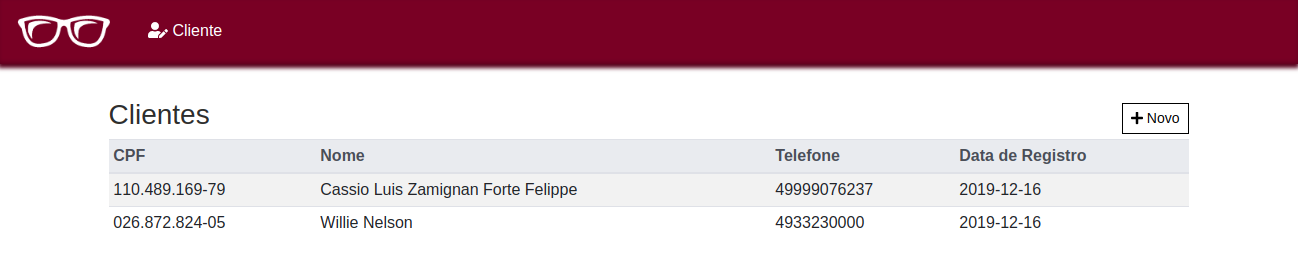 Cliente
Clientes
Novo
CPF Nome Telefone Data de Registro
110.489.169-79 Cassio Luis Zamignan Forte Felippe 49999076237 2019-12-16
026.872.824-05 Willie Nelson 4933230000 2019-12-16